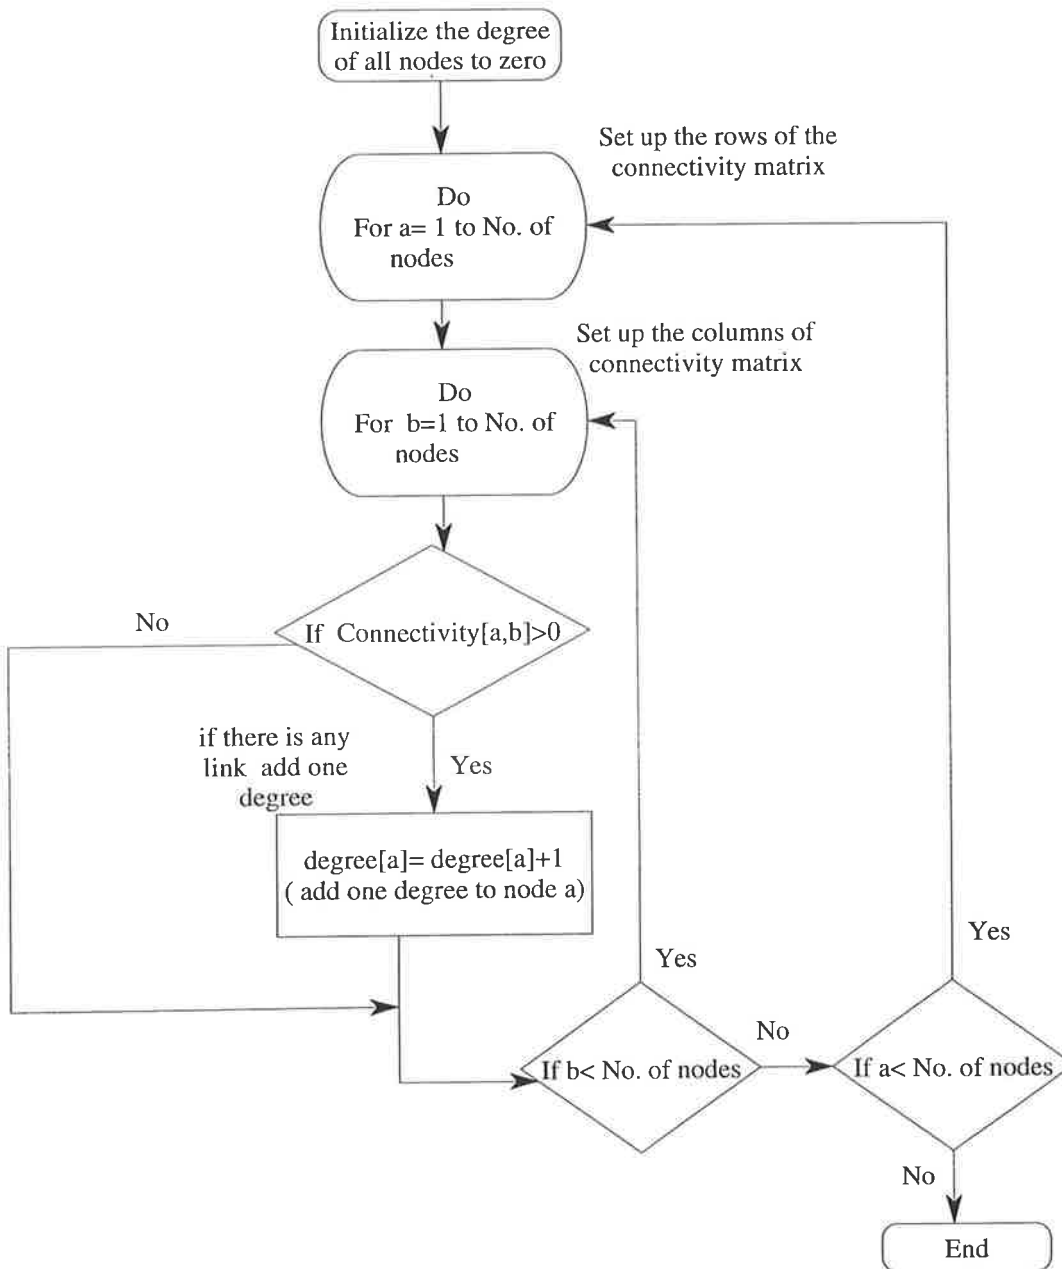 Initialize the degree
of all nodes to zero
Set up the rows of the
connectivity matrix
Do
For a= 1 to No. of
nodes
Set up the columns of
connectivity matrix
Do
For b=1 to No. of
nodes
No
If Connectivity[a,b]>0
if there is any
link add one
degree
Yes
degree[a]= degree[a]+1
( add one degree to node a)
Yes
Yes
No
If b< No. of nodes
If a< No. of nodes
No
End